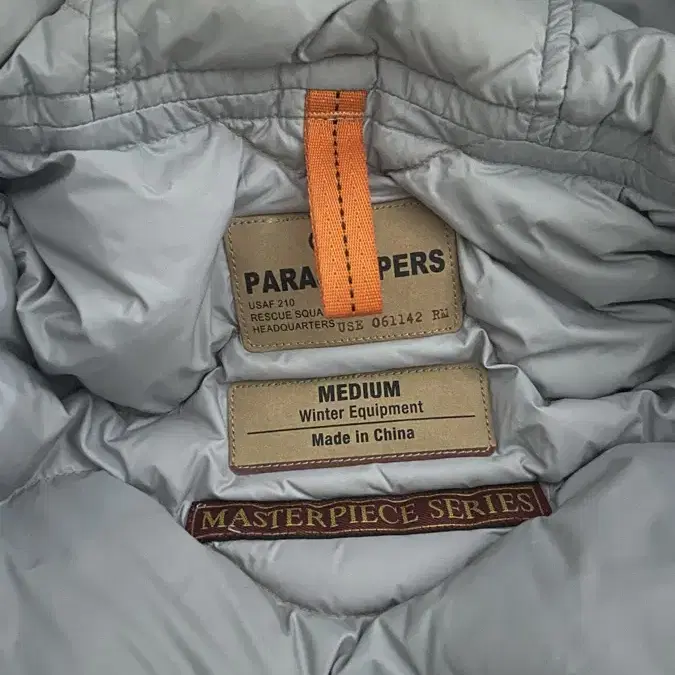 PARA PERS
USAF 210
RESCUE SQUA
HEADQUARTERS USE 061142 RM
MEDIUM
Winter Equipment
Made in China
MASTERPIECE SERIES